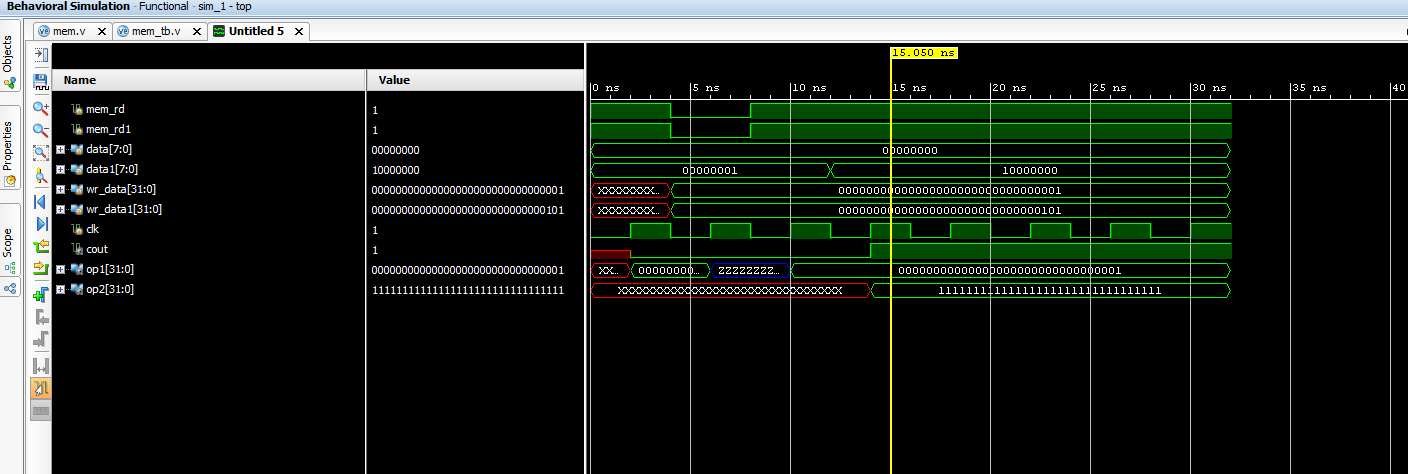 Behavioral Simulation - Functional - sim_1 - top
Objects
Properties
Scope
mem.v
mem_tb.v
Untitled 5
15.050 ns
Name Value
0 ns 5 ns 10 ns 15 ns 20 ns 25 ns 30 ns 35 ns 40
mem_rd 1
mem_rd1 1
data[7:0] 00000000 00000000
data1[7:0] 10000000 00000001 10000000
wr_data[31:0] 00000000000000000000000000000001 XXXXXXXX... 00000000000000000000000000000001
wr_data1[31:0] 00000000000000000000000000000101 XXXXXXXX... 00000000000000000000000000000101
clk 1
cout 1
op1[31:0] 00000000000000000000000000000001 XX... 00000000... ZZZZZZZZ... 00000000000000000000000000000001
op2[31:0] 11111111111111111111111111111111 XXXXXXXXXXXXXXXXXXXXXXXXXXXXXXXX 11111111111111111111111111111111